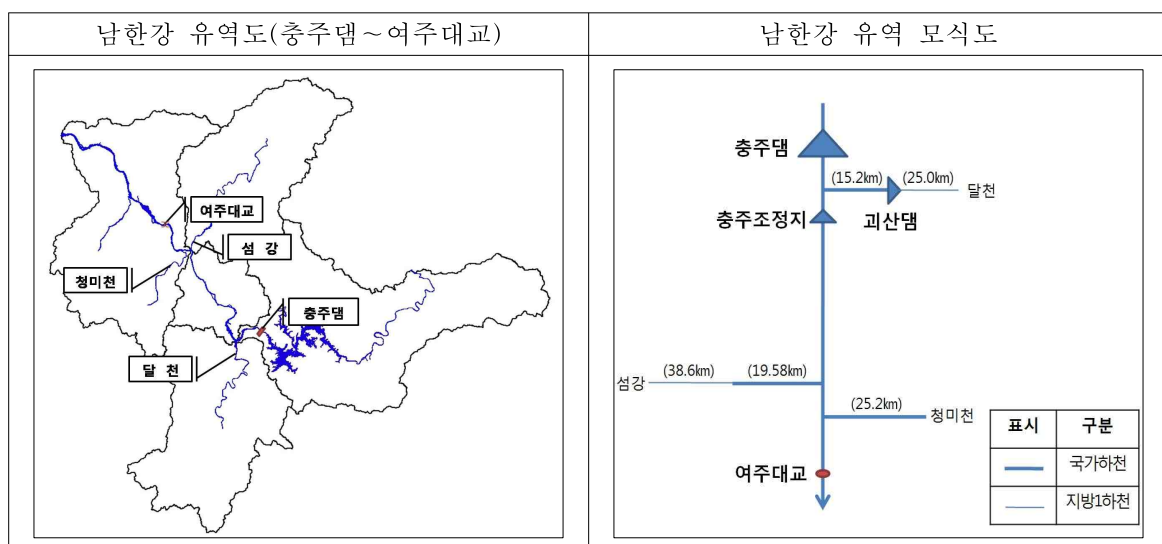 남한강 유역도(충주댐~여주대교)
남한강 유역 모식도
여주대교
섬 강
청미천
충주댐
달 천
충주댐
(15.2km)
(25.0km)
달천
충주조정지
괴산댐
(38.6km)
(19.58km)
섬강
(25.2km)
청미천
여주대교
표시
구분
국가하천
지방1하천